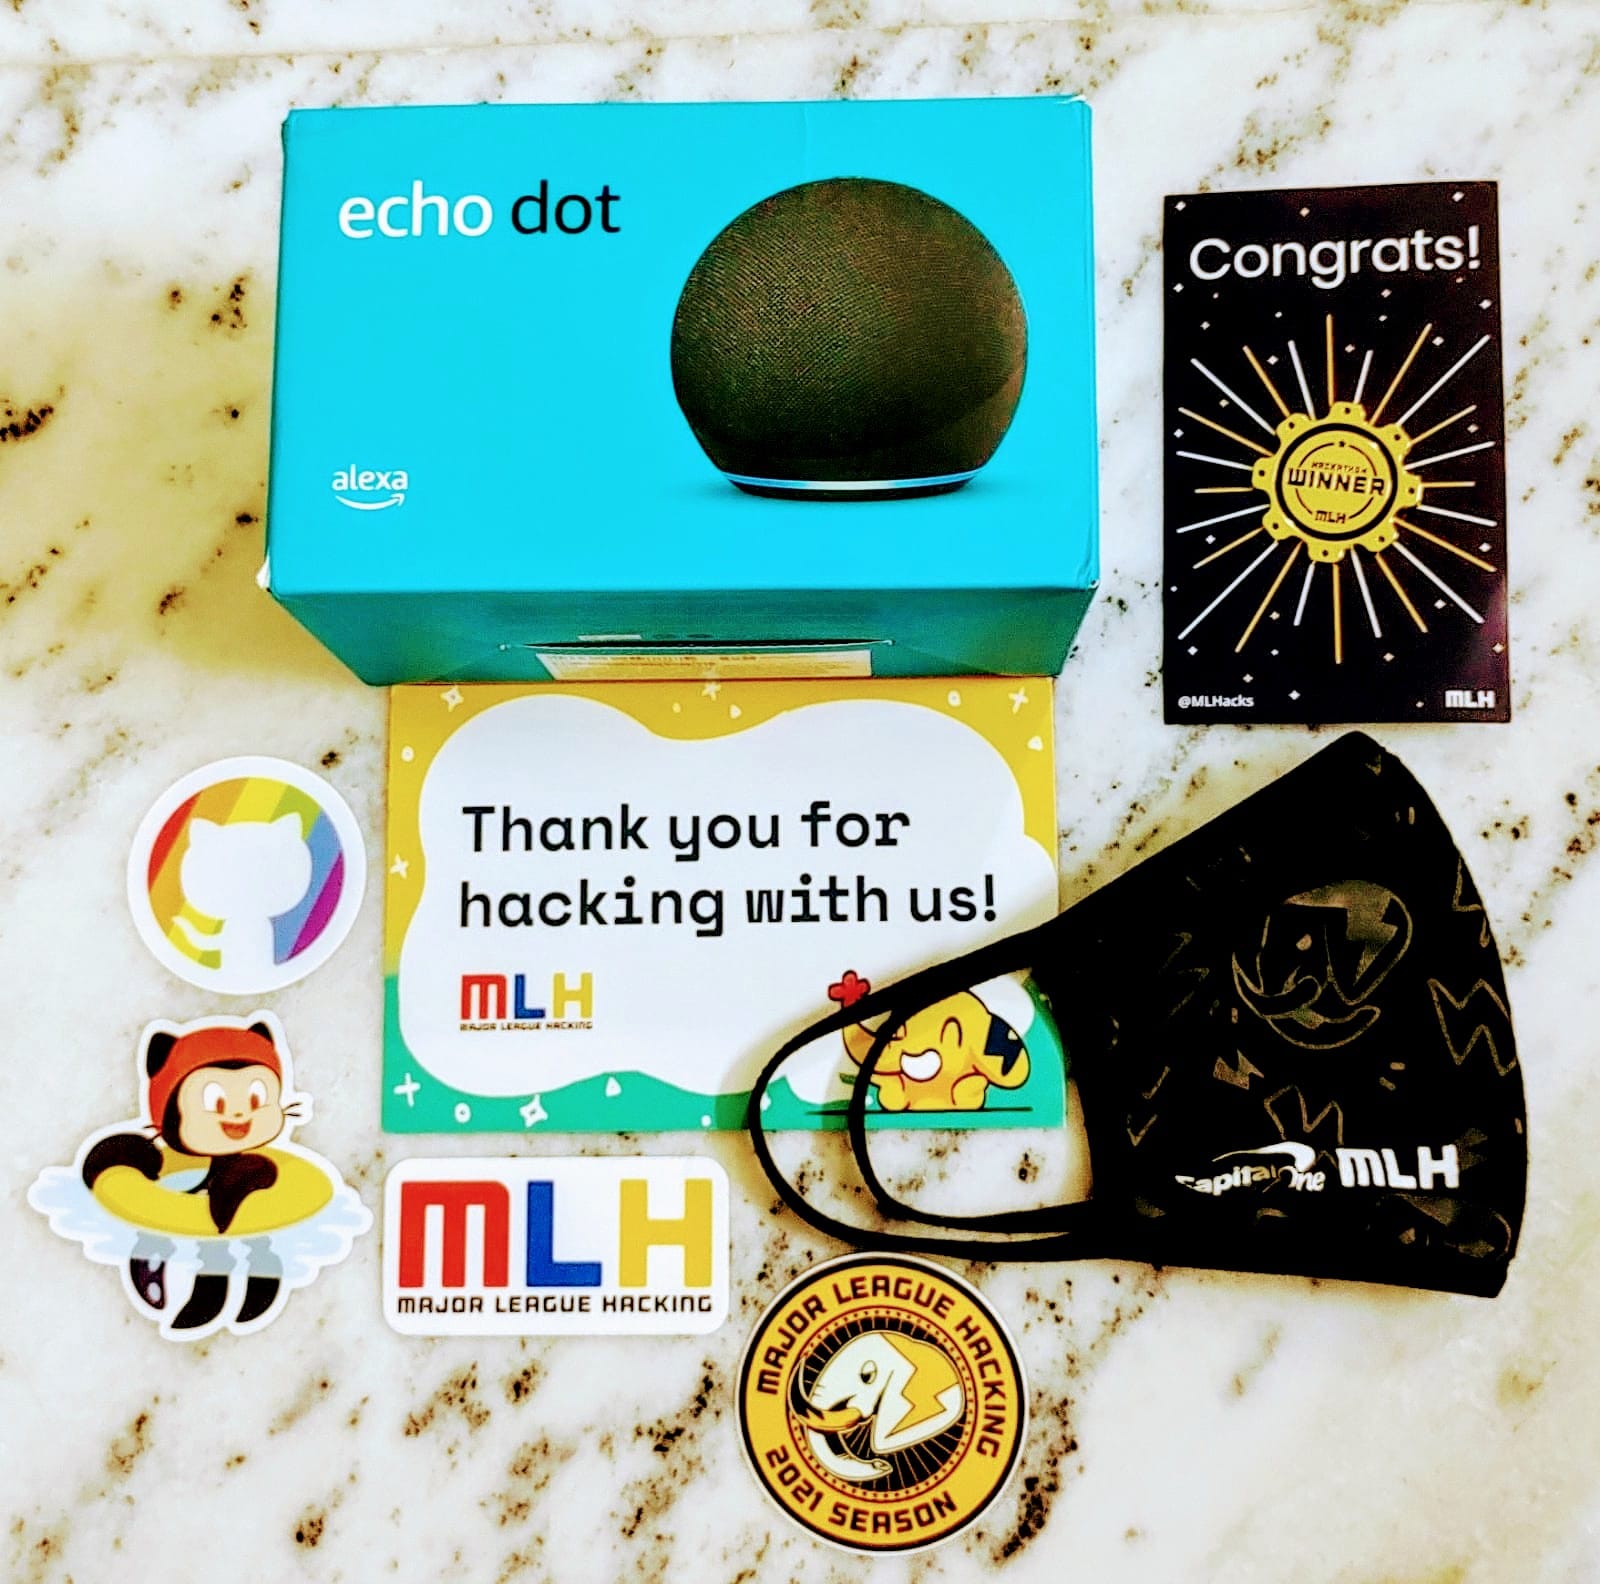 echo dot
alexa
Congrats!
HACKATHON
WINNER
MLH
@MLHacks
MLH
Thank you for
hacking with us!
MLH
MAJOR LEAGUE HACKING
Capital One MLH
MLH
MAJOR LEAGUE HACKING
MAJOR LEAGUE HACKING
2021 SEASON